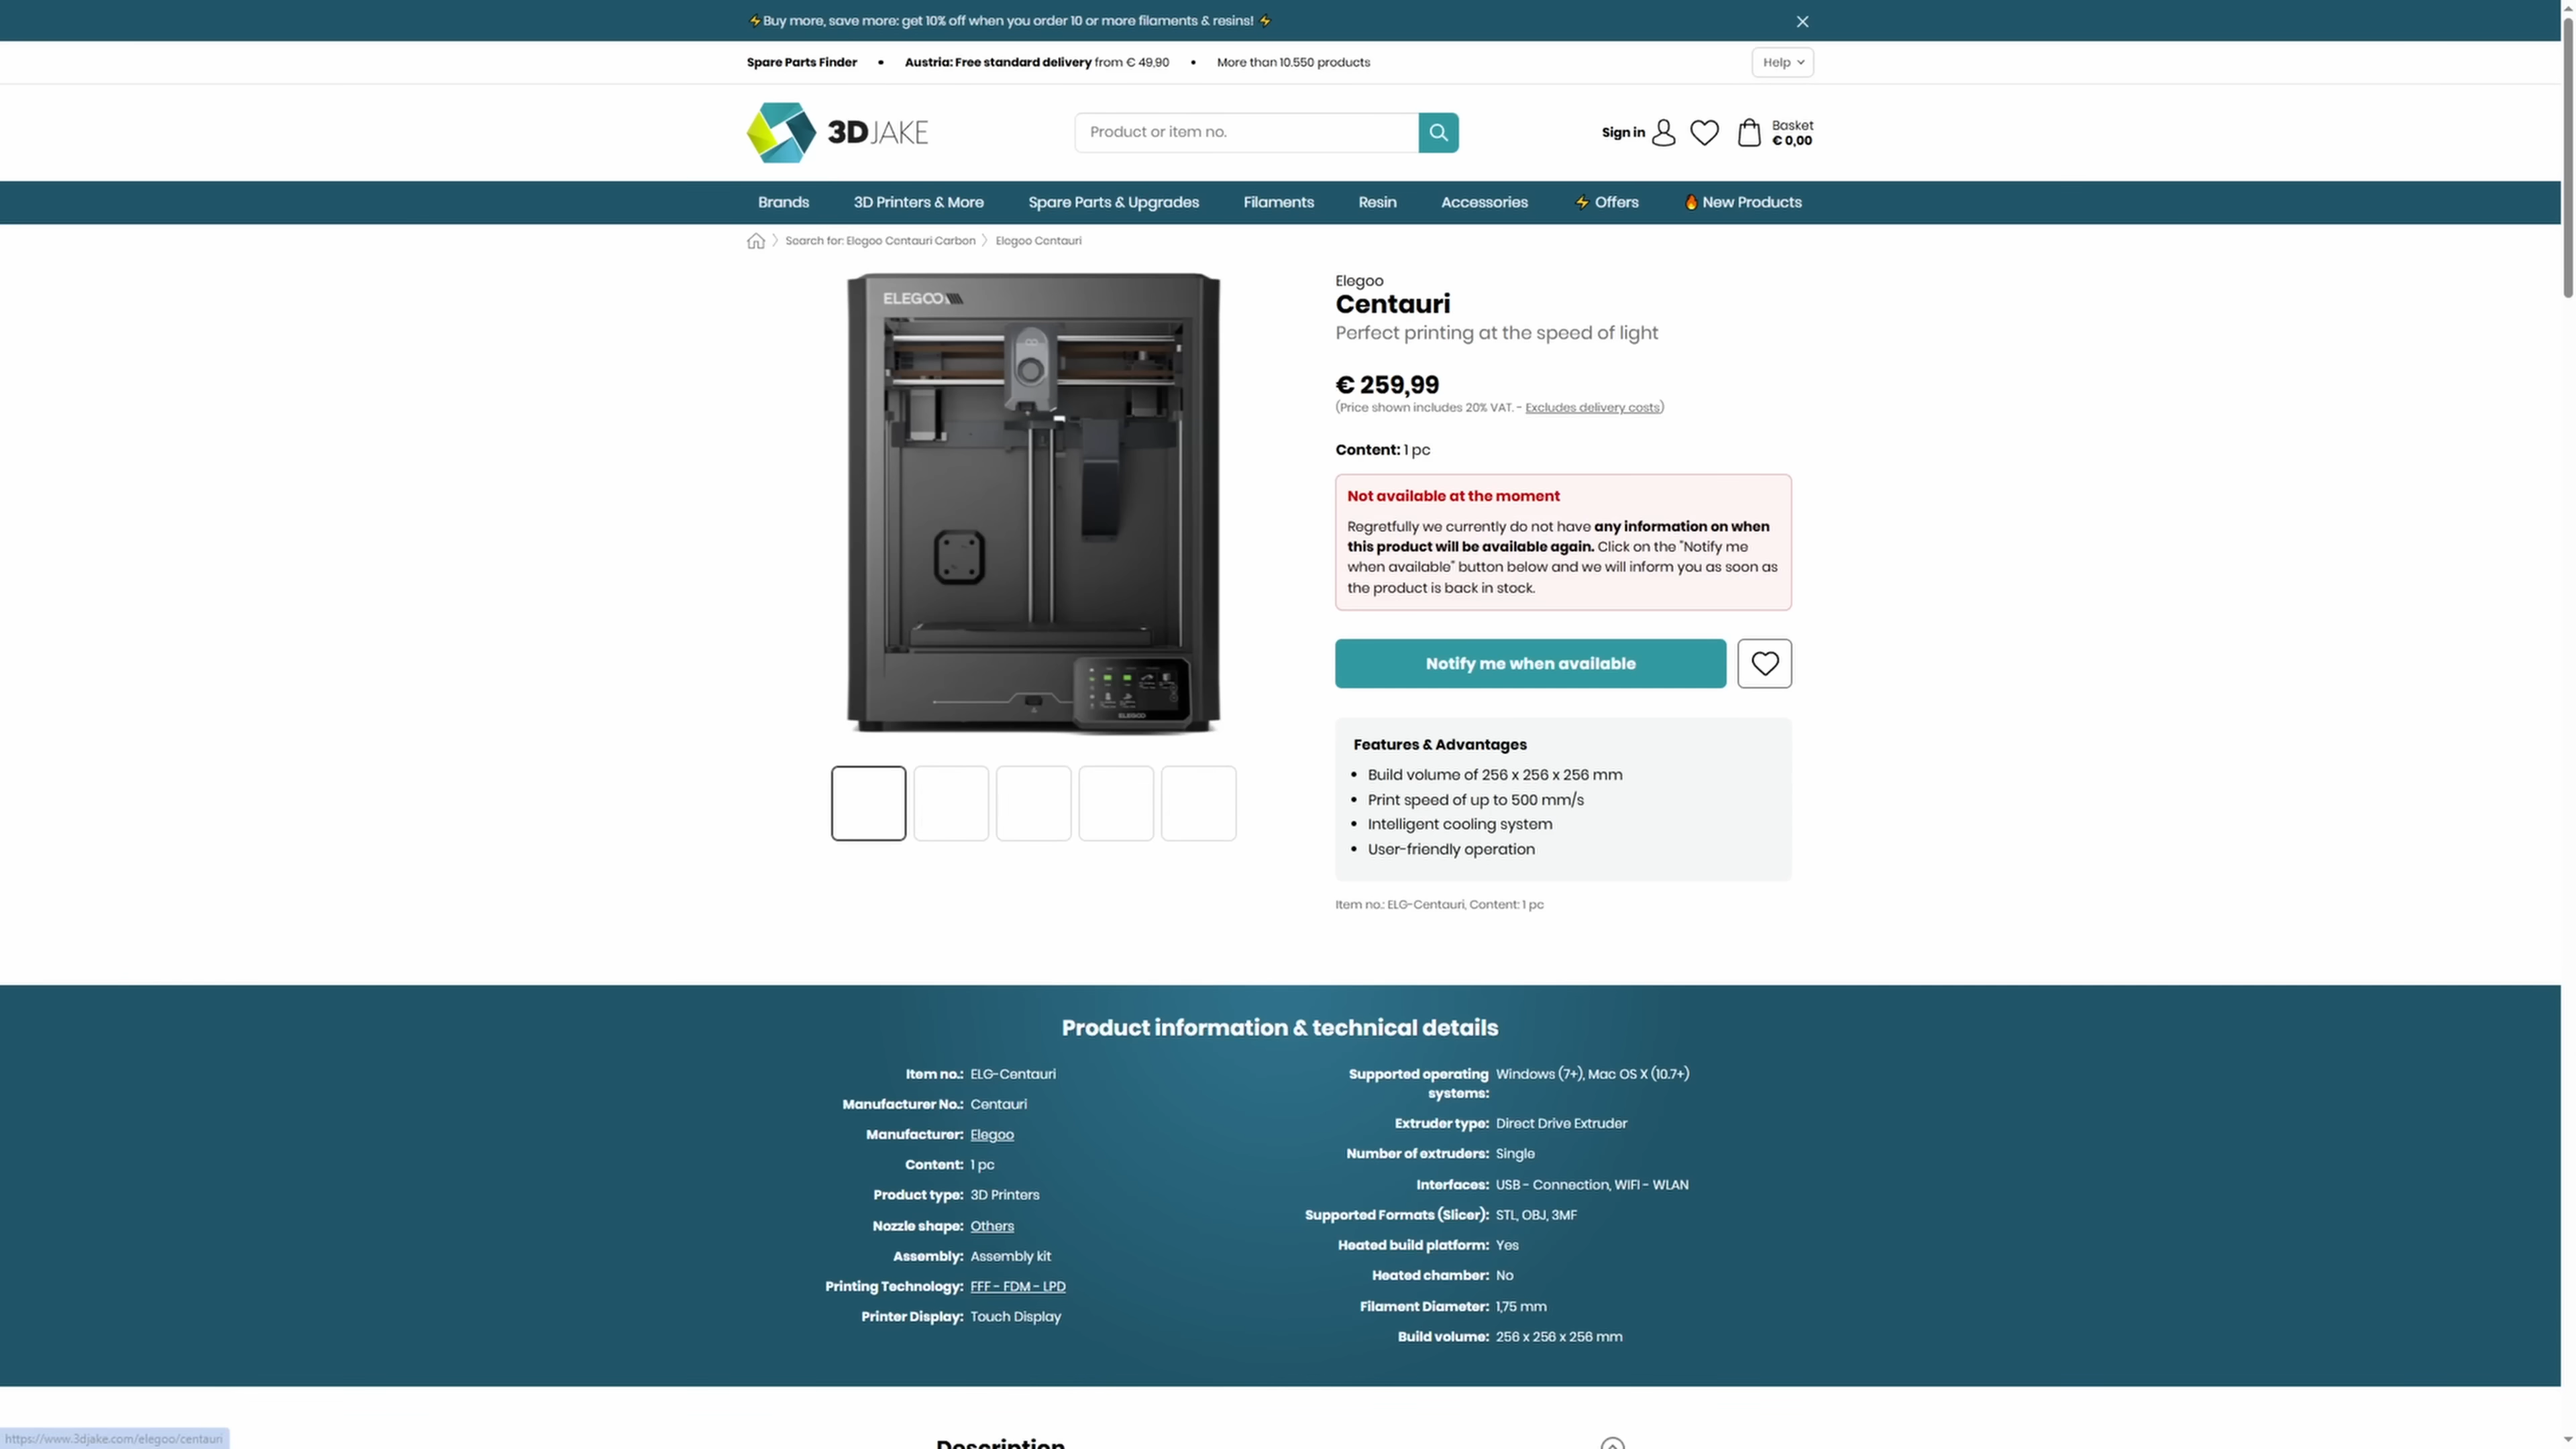 ⚡Buy more, save more: get 10% off when you order 10 or more filaments & resins! ⚡
Spare Parts Finder • Austria: Free standard delivery from € 49,90 • More than 10.550 products
Help
3DJAKE
Product or item no.
Sign in
Basket
€ 0,00
Brands
3D Printers & More
Spare Parts & Upgrades
Filaments
Resin
Accessories
⚡ Offers
🔥 New Products
Search for: Elegoo Centauri Carbon
Elegoo Centauri
ELEGOO
ELEGOO
Elegoo
Centauri
Perfect printing at the speed of light
€ 259,99
(Price shown includes 20% VAT. - Excludes delivery costs)
Content: 1 pc
Not available at the moment
Regretfully we currently do not have any information on when
this product will be available again. Click on the "Notify me
when available" button below and we will inform you as soon as
the product is back in stock.
Notify me when available
Features & Advantages
• Build volume of 256 x 256 x 256 mm
• Print speed of up to 500 mm/s
• Intelligent cooling system
• User-friendly operation
Item no.: ELG-Centauri, Content: 1 pc
Product information & technical details
Item no.: ELG-Centauri
Manufacturer No.: Centauri
Manufacturer: Elegoo
Content: 1 pc
Product type: 3D Printers
Nozzle shape: Others
Assembly: Assembly kit
Printing Technology: FFF - FDM - LPD
Printer Display: Touch Display
Supported operating Windows (7+), Mac OS X (10.7+)
systems:
Extruder type: Direct Drive Extruder
Number of extruders: Single
Interfaces: USB - Connection, WIFI - WLAN
Supported Formats (Slicer): STL, OBJ, 3MF
Heated build platform: Yes
Heated chamber: No
Filament Diameter: 1,75 mm
Build volume: 256 x 256 x 256 mm
Description
https://www.3djake.com/elegoo/centauri